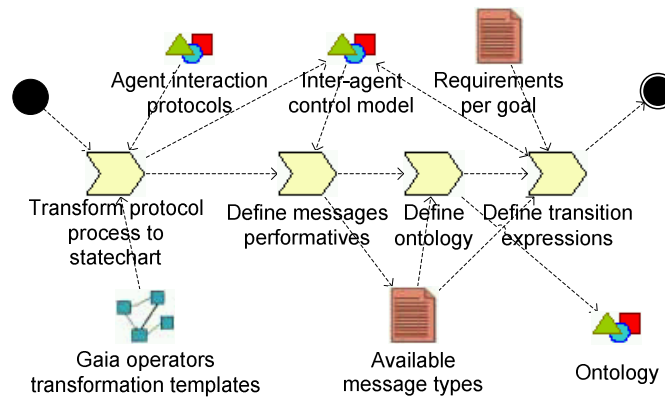 Agent interaction
protocols
Inter-agent
control model
Requirements
per goal
Transform protocol
process to
statechart
Define messages
performatives
Define
ontology
Define transition
expressions
Gaia operators
transformation templates
Available
message types
Ontology